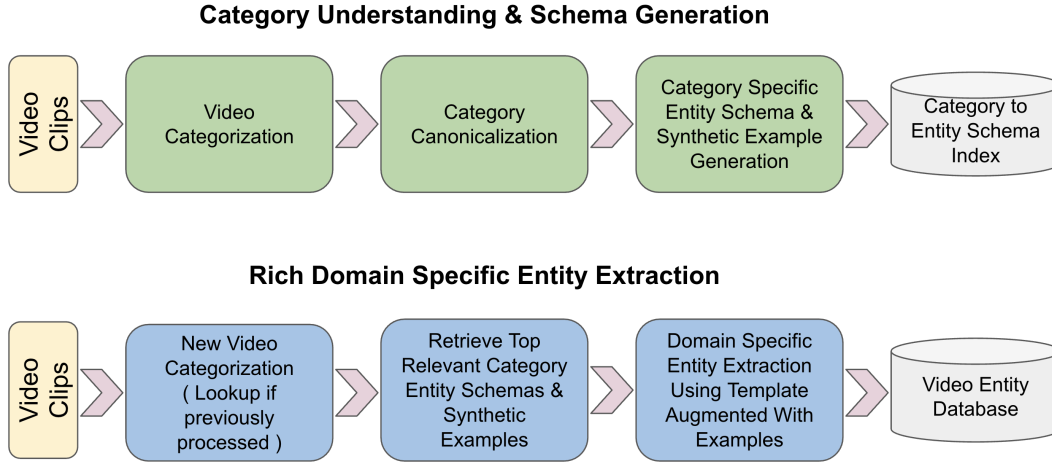 Category Understanding & Schema Generation
Video
Clips
Video
Categorization
Category
Canonicalization
Category Specific
Entity Schema &
Synthetic Example
Generation
Category to
Entity Schema
Index
Rich Domain Specific Entity Extraction
Video
Clips
New Video
Categorization
( Lookup if
previously
processed )
Retrieve Top
Relevant Category
Entity Schemas &
Synthetic
Examples
Domain Specific
Entity Extraction
Using Template
Augmented With
Examples
Video Entity
Database